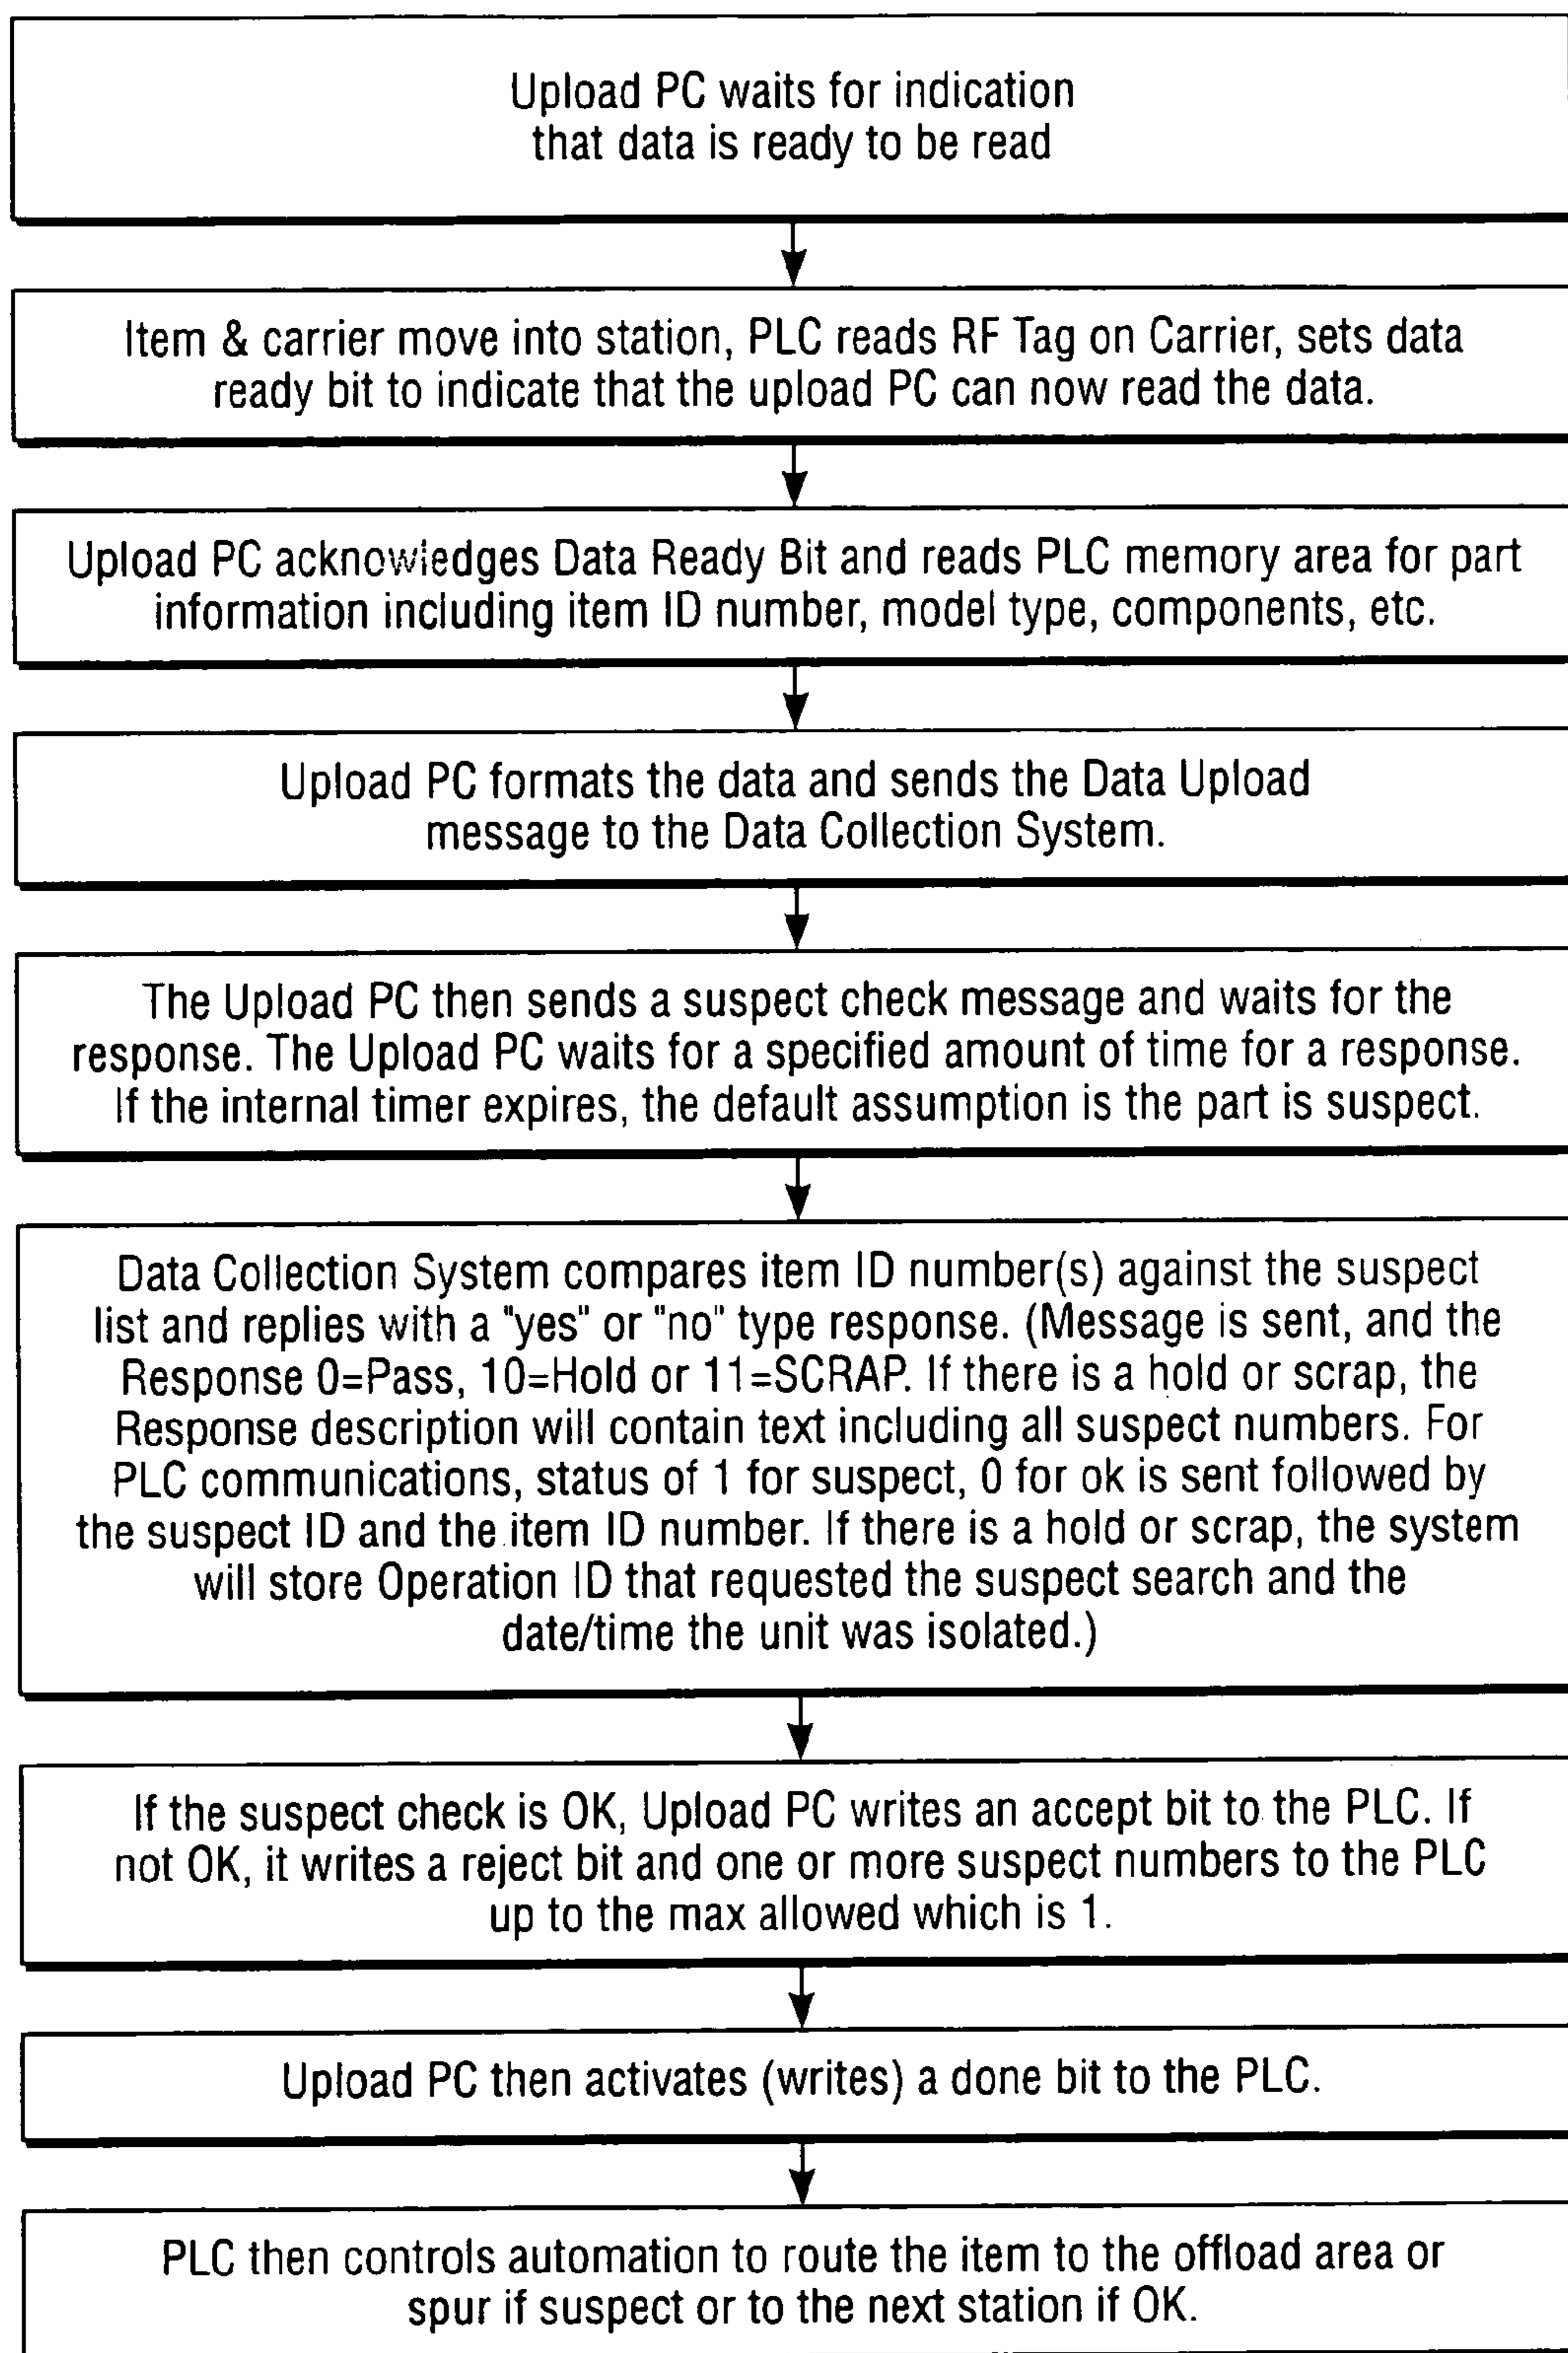 Upload PC waits for indication
that data is ready to be read
Item & carrier move into station, PLC reads RF Tag on Carrier, sets data
ready bit to indicate that the upload PC can now read the data.
Upload PC acknowledges Data Ready Bit and reads PLC memory area for part
information including item ID number, model type, components, etc.
Upload PC formats the data and sends the Data Upload
message to the Data Collection System.
The Upload PC then sends a suspect check message and waits for the
response. The Upload PC waits for a specified amount of time for a response.
If the internal timer expires, the default assumption is the part is suspect.
Data Collection System compares item ID number(s) against the suspect
list and replies with a "yes" or "no" type response. (Message is sent, and the
Response 0=Pass, 10=Hold or 11=SCRAP. If there is a hold or scrap, the
Response description will contain text including all suspect numbers. For
PLC communications, status of 1 for suspect, 0 for ok is sent followed by
the suspect ID and the item ID number. If there is a hold or scrap, the system
will store Operation ID that requested the suspect search and the
date/time the unit was isolated.)
If the suspect check is OK, Upload PC writes an accept bit to the PLC. If
not OK, it writes a reject bit and one or more suspect numbers to the PLC
up to the max allowed which is 1.
Upload PC then activates (writes) a done bit to the PLC.
PLC then controls automation to route the item to the offload area or
spur if suspect or to the next station if OK.